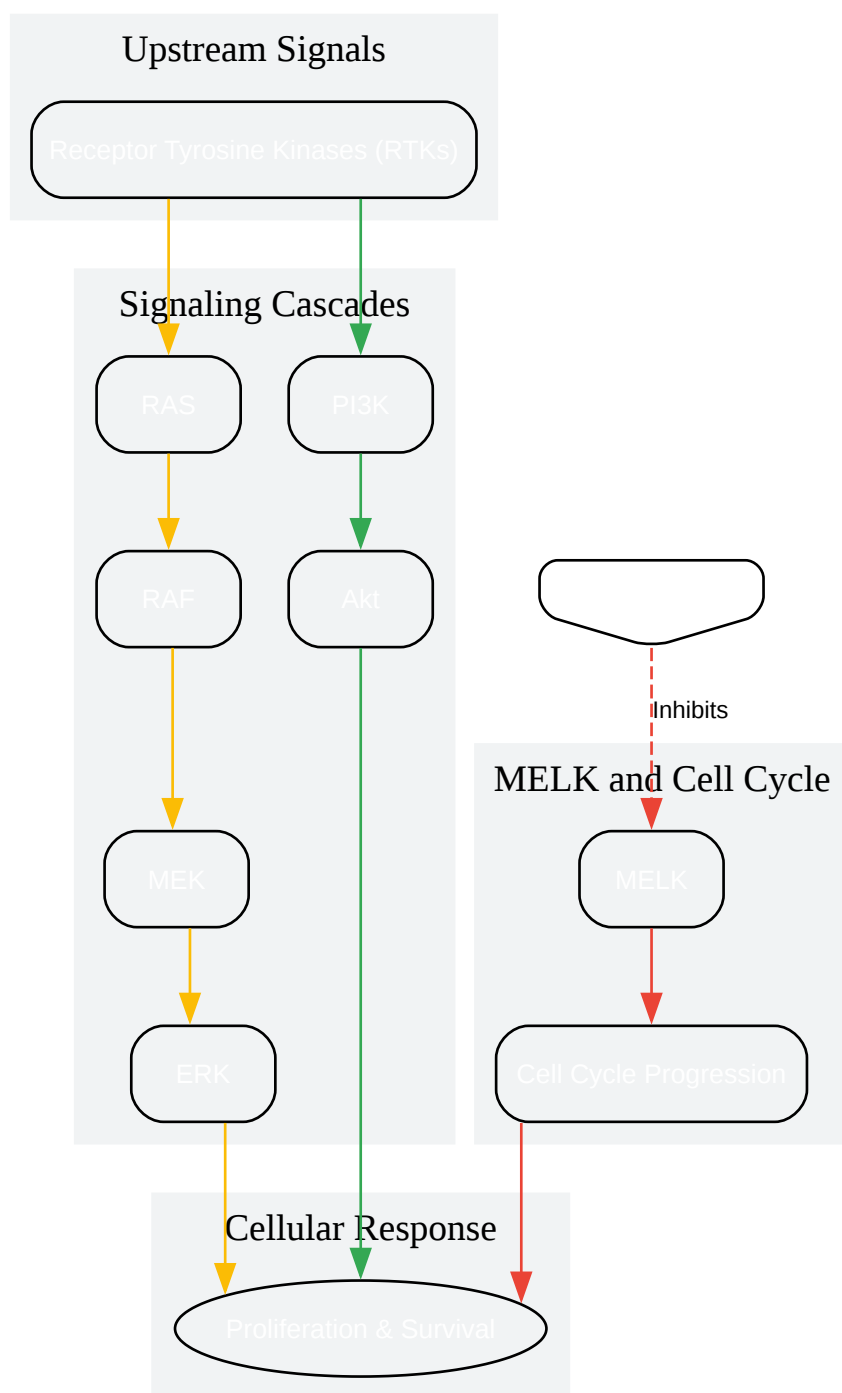 Upstream Signals
Receptor Tyrosine Kinases (RTKs)
Signaling Cascades
RAS
PI3K
RAF
Akt
Inhibits
MELK and Cell Cycle
MEK
MELK
ERK
Cell Cycle Progression
Cellular Response
Proliferation & Survival